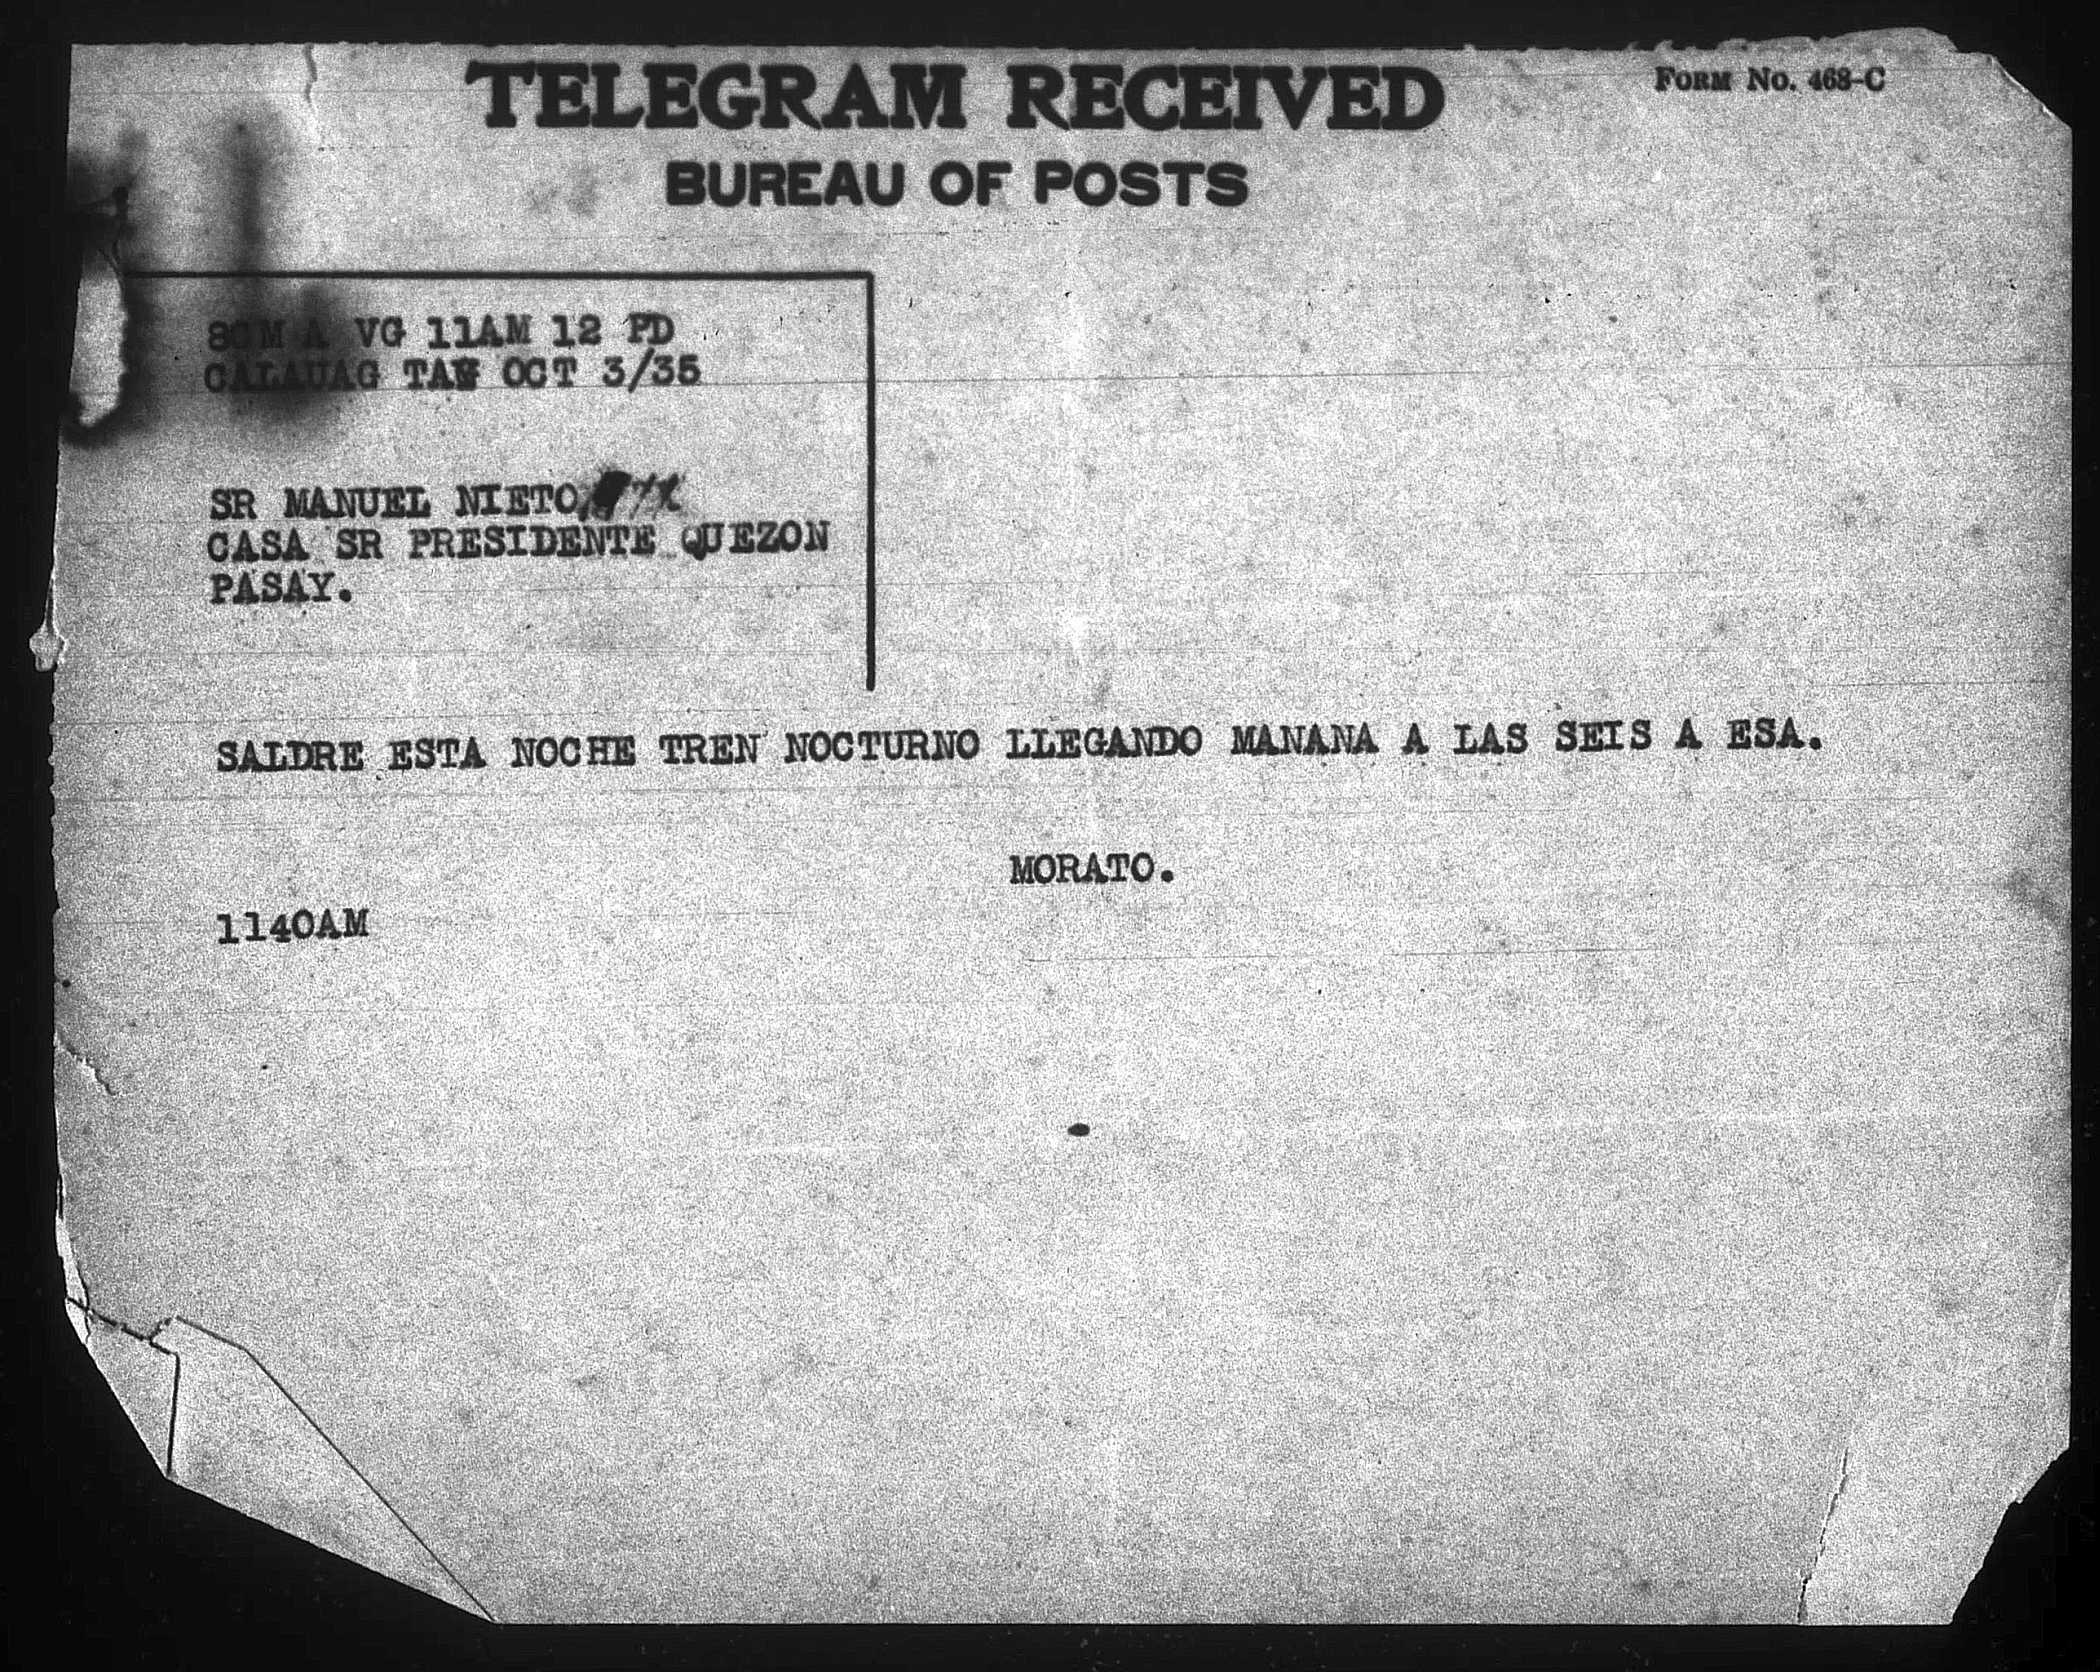 TELEGRAM RECEIVED
FORM NO. 468-C
BUREAU OF POSTS
VG 11AM 12 PD
CALAUAG OCT 3/35
SR MANUEL NIETO
CASA SR PRESIDENTE QUEZON
PASAY.
SALDRE ESTA NOCHE TREN NOCTURNO LLEGANDO MANANA A LAS SEIS A ESA.
MORATO.
1140AM